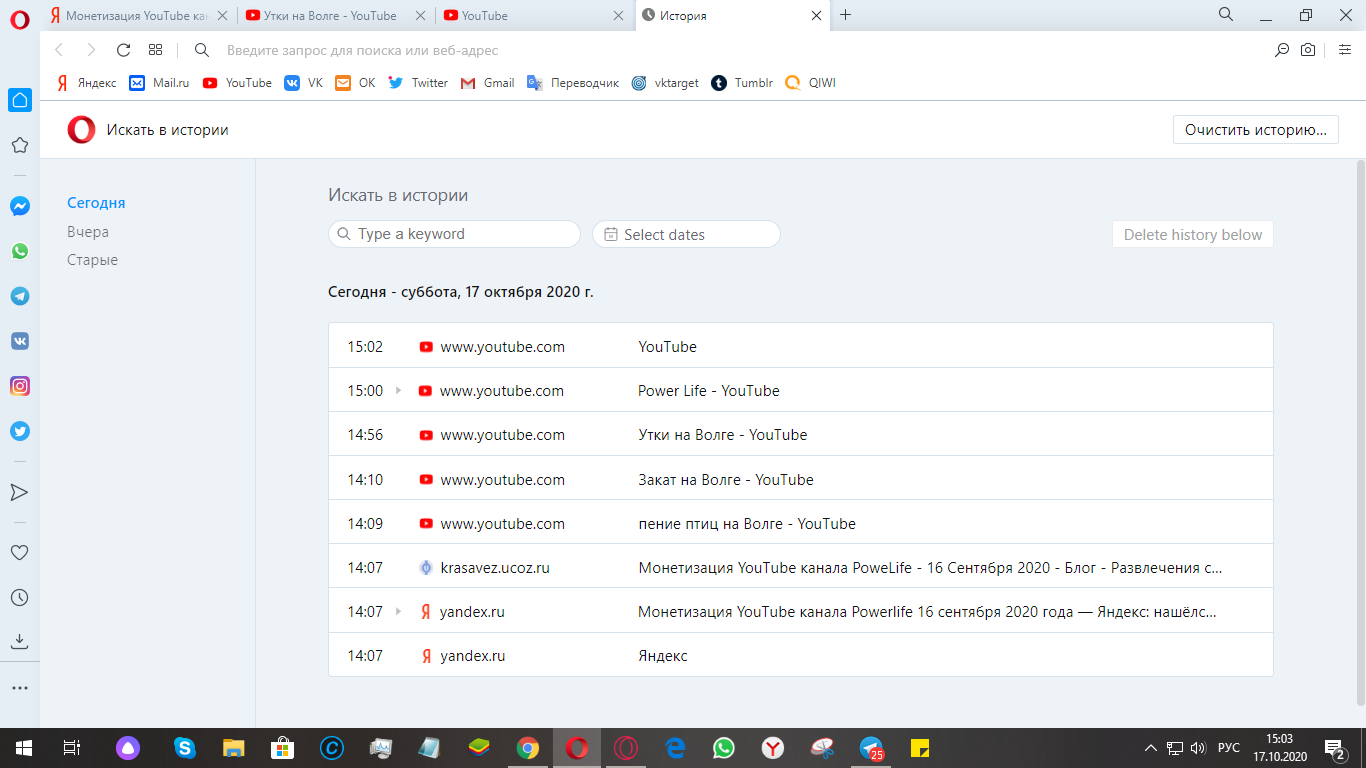 Монетизация YouTube ка
Утки на Волге - YouTube
YouTube
История
Введите запрос для поиска или веб-адрес
Яндекс
Mail.ru
YouTube
VK
OK
Twitter
Gmail
Переводчик
vktarget
Tumblr
QIWI
Искать в истории
Очистить историю...
Сегодня
Вчера
Старые
Искать в истории
Type a keyword
Select dates
Delete history below
Сегодня - суббота, 17 октября 2020 г.
15:02 www.youtube.com YouTube
15:00 www.youtube.com Power Life - YouTube
14:56 www.youtube.com Утки на Волге - YouTube
14:10 www.youtube.com Закат на Волге - YouTube
14:09 www.youtube.com пение птиц на Волге - YouTube
14:07 krasavez.ucoz.ru Монетизация YouTube канала PoweLife - 16 Сентября 2020 - Блог - Развлечения с...
14:07 yandex.ru Монетизация YouTube канала Powerlife 16 сентября 2020 года — Яндекс: нашёлс...
14:07 yandex.ru Яндекс
25
РУС
15:03
17.10.2020
2